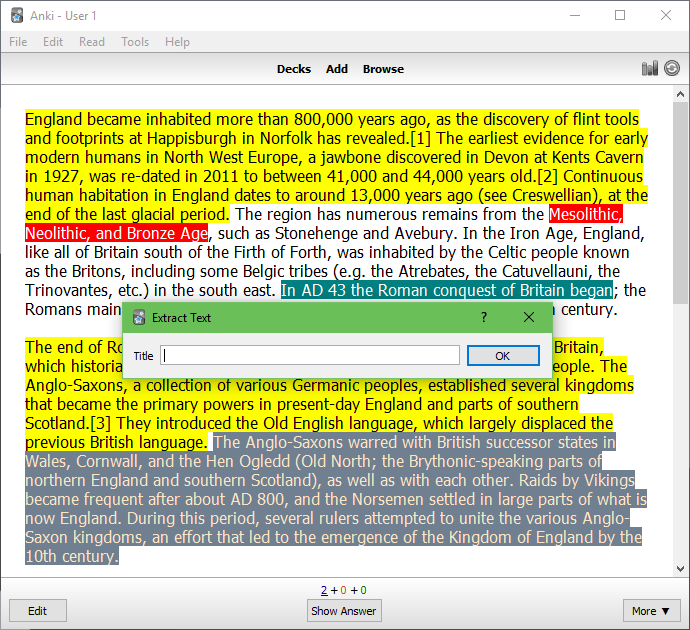 Anki - User 1
File Edit Read Tools Help
Decks Add Browse
England became inhabited more than 800,000 years ago, as the discovery of flint tools
and footprints at Happisburgh in Norfolk has revealed.[1] The earliest evidence for early
modern humans in North West Europe, a jawbone discovered in Devon at Kents Cavern
in 1927, was re-dated in 2011 to between 41,000 and 44,000 years old.[2] Continuous
human habitation in England dates to around 13,000 years ago (see Creswellian), at the
end of the last glacial period. The region has numerous remains from the Mesolithic,
Neolithic, and Bronze Age, such as Stonehenge and Avebury. In the Iron Age, England,
like all of Britain south of the Firth of Forth, was inhabited by the Celtic people known
as the Britons, including some Belgic tribes (e.g. the Atrebates, the Catuvellauni, the
Trinovantes, etc.) in the south east. In AD 43 the Roman conquest of Britain began; the
Romans main
century.
Extract Text ?
Title OK
The end of Ro
Britain,
which historia
eople. The
Anglo-Saxons, a collection of various Germanic peoples, established several kingdoms
that became the primary powers in present-day England and parts of southern
Scotland.[3] They introduced the Old English language, which largely displaced the
previous British language. The Anglo-Saxons warred with British successor states in
Wales, Cornwall, and the Hen Ogledd (Old North; the Brythonic-speaking parts of
northern England and southern Scotland), as well as with each other. Raids by Vikings
became frequent after about AD 800, and the Norsemen settled in large parts of what is
now England. During this period, several rulers attempted to unite the various Anglo-
Saxon kingdoms, an effort that led to the emergence of the Kingdom of England by the
10th century.
2 + 0 + 0
Edit Show Answer More ▼